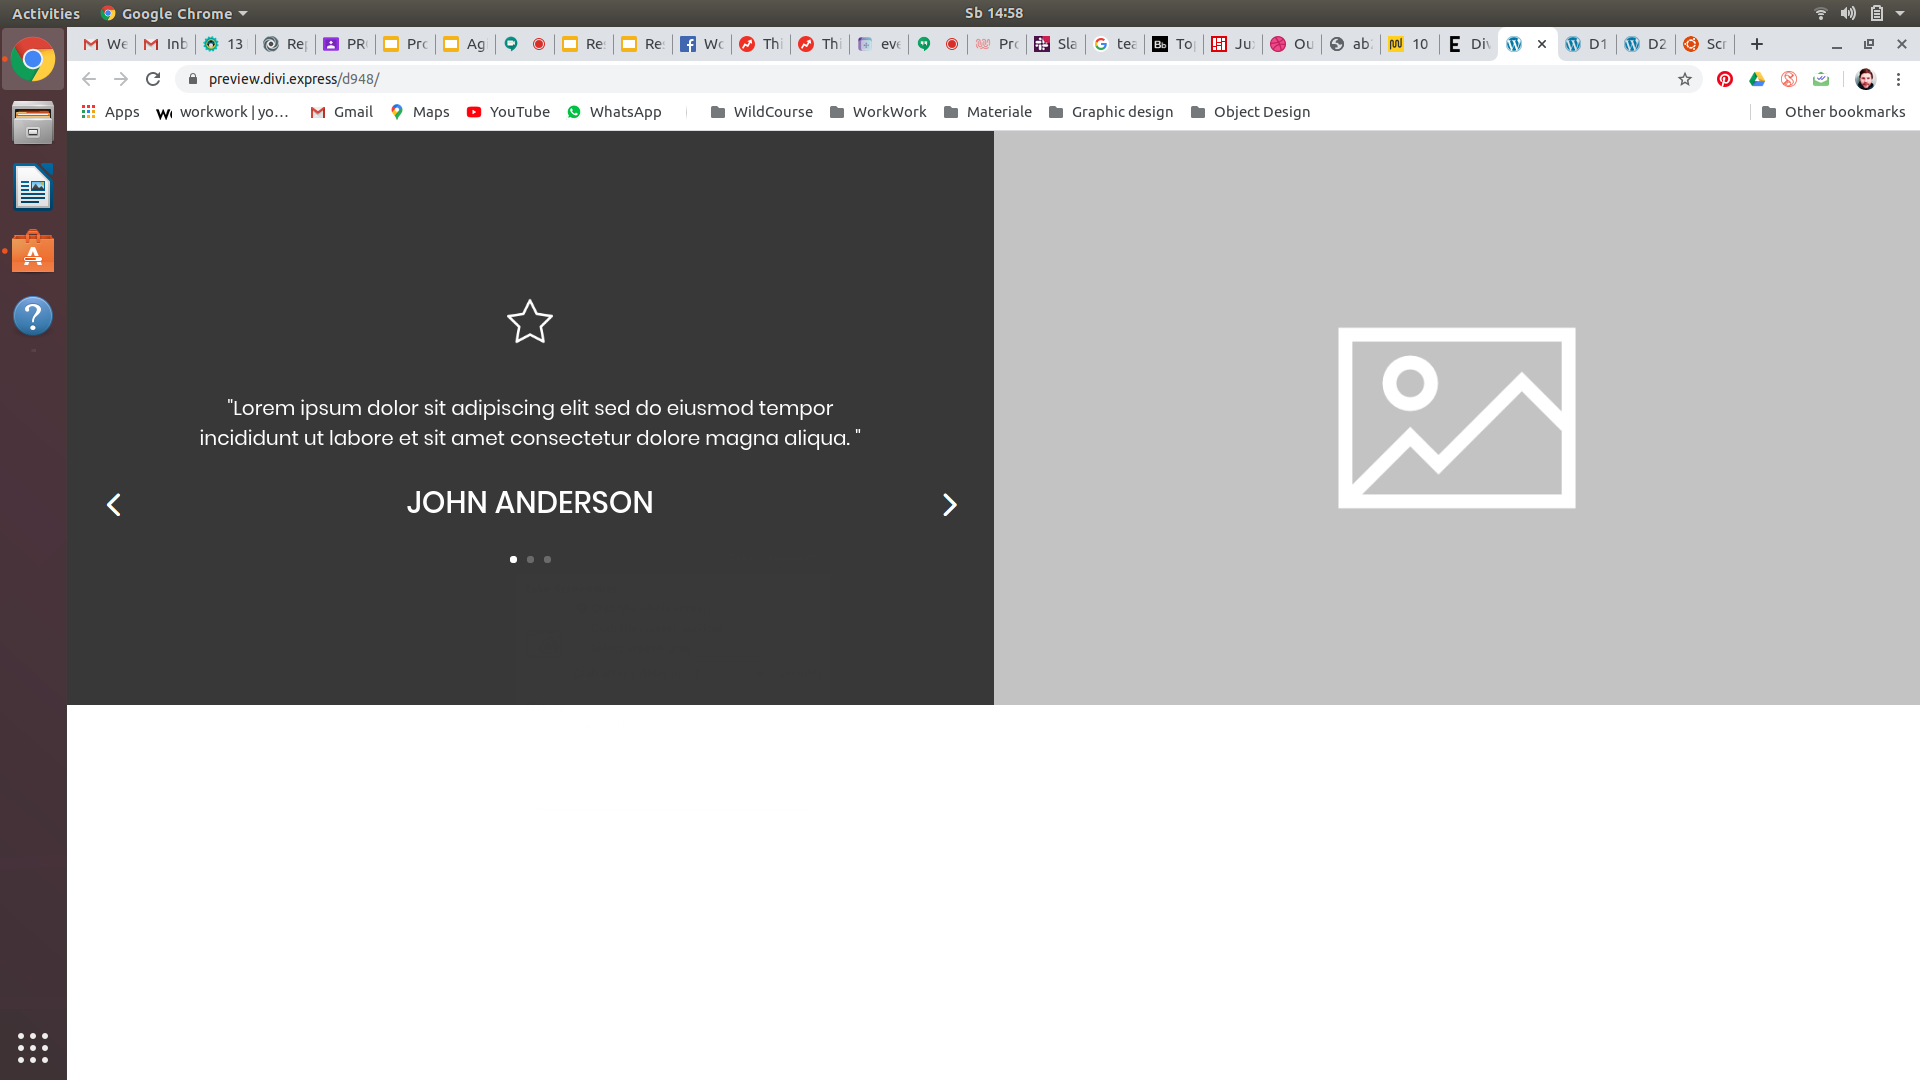 Activities
Google Chrome
Sb 14:58
We
Inb
13
Rep
PR
Pro
Ag
Re
Re
Wo
Thi
Thi
eve
Pro
Sla
tea
To
Ju
Ou
ab
10
Div
D1
D2
Scr
preview.divi.express/d948/
Apps
workwork | yo...
Gmail
Maps
YouTube
WhatsApp
WildCourse
WorkWork
Materiale
Graphic design
Object Design
Other bookmarks
"Lorem ipsum dolor sit adipiscing elit sed do eiusmod tempor
incididunt ut labore et sit amet consectetur dolore magna aliqua. "
JOHN ANDERSON